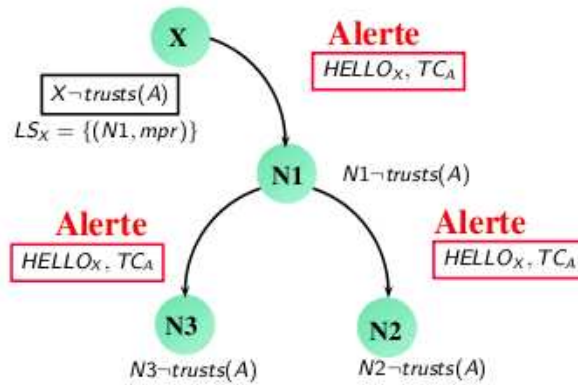 X
Alerte
HELLO_X, TC_A
X¬trusts(A)
LS_X = {(N1, mpr)}
N1
N1¬trusts(A)
Alerte
HELLO_X, TC_A
Alerte
HELLO_X, TC_A
N3
N2
N3¬trusts(A)
N2¬trusts(A)